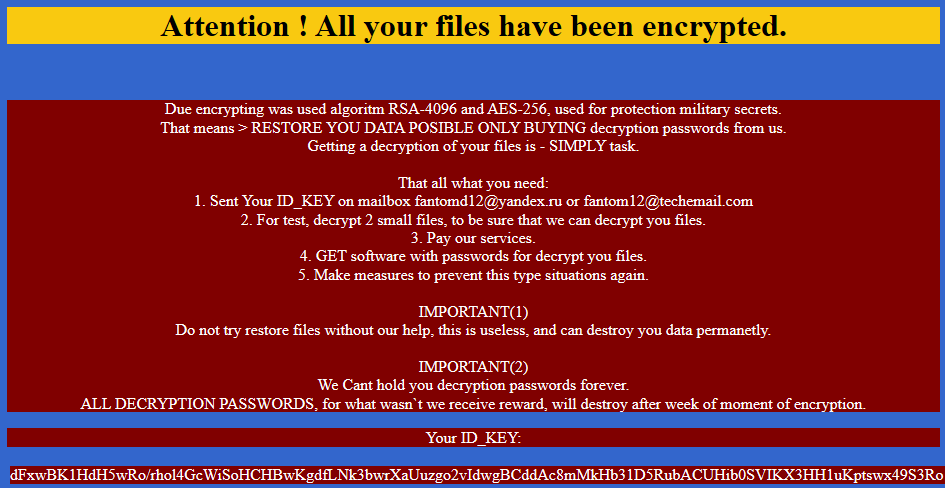 Attention ! All your files have been encrypted.
Due encrypting was used algoritm RSA-4096 and AES-256, used for protection military secrets.
That means > RESTORE YOU DATA POSIBLE ONLY BUYING decryption passwords from us.
Getting a decryption of your files is - SIMPLY task.
That all what you need:
1. Sent Your ID_KEY on mailbox fantomd12@yandex.ru or fantom12@techemail.com
2. For test, decrypt 2 small files, to be sure that we can decrypt you files.
3. Pay our services.
4. GET software with passwords for decrypt you files.
5. Make measures to prevent this type situations again.
IMPORTANT(1)
Do not try restore files without our help, this is useless, and can destroy you data permanetly.
IMPORTANT(2)
We Cant hold you decryption passwords forever.
ALL DECRYPTION PASSWORDS, for what wasn`t we receive reward, will destroy after week of moment of encryption.
Your ID_KEY:
dFxwBK1HdH5wRo/rhol4GcWiSoHCHBwKgdfLNk3bwrXaUuzgo2vIdwgBCddAc8mMkHb31D5RubACUHib0SVIKX3HH1uKptswx49S3Ro